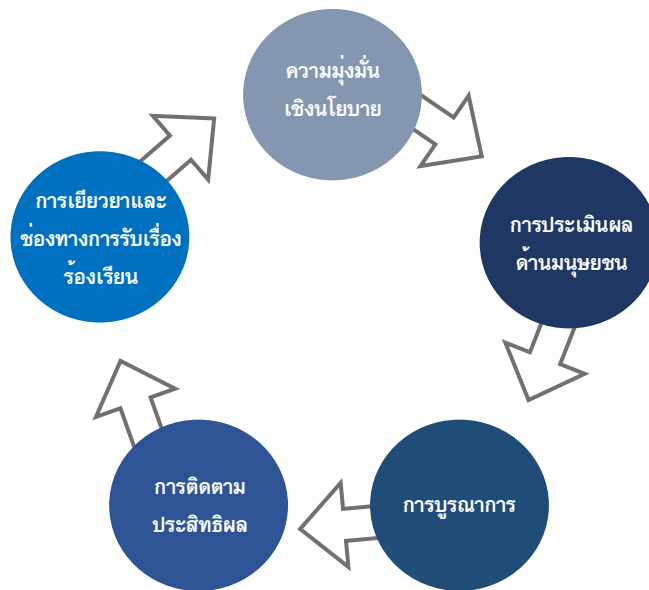 ความมุ่งมั่น
เชิงนโยบาย
การประเมินผล
ด้านมนุษยชน
การบูรณาการ
การติดตาม
ประสิทธิผล
การเยียวยาและ
ช่องทางการรับเรื่อง
ร้องเรียน